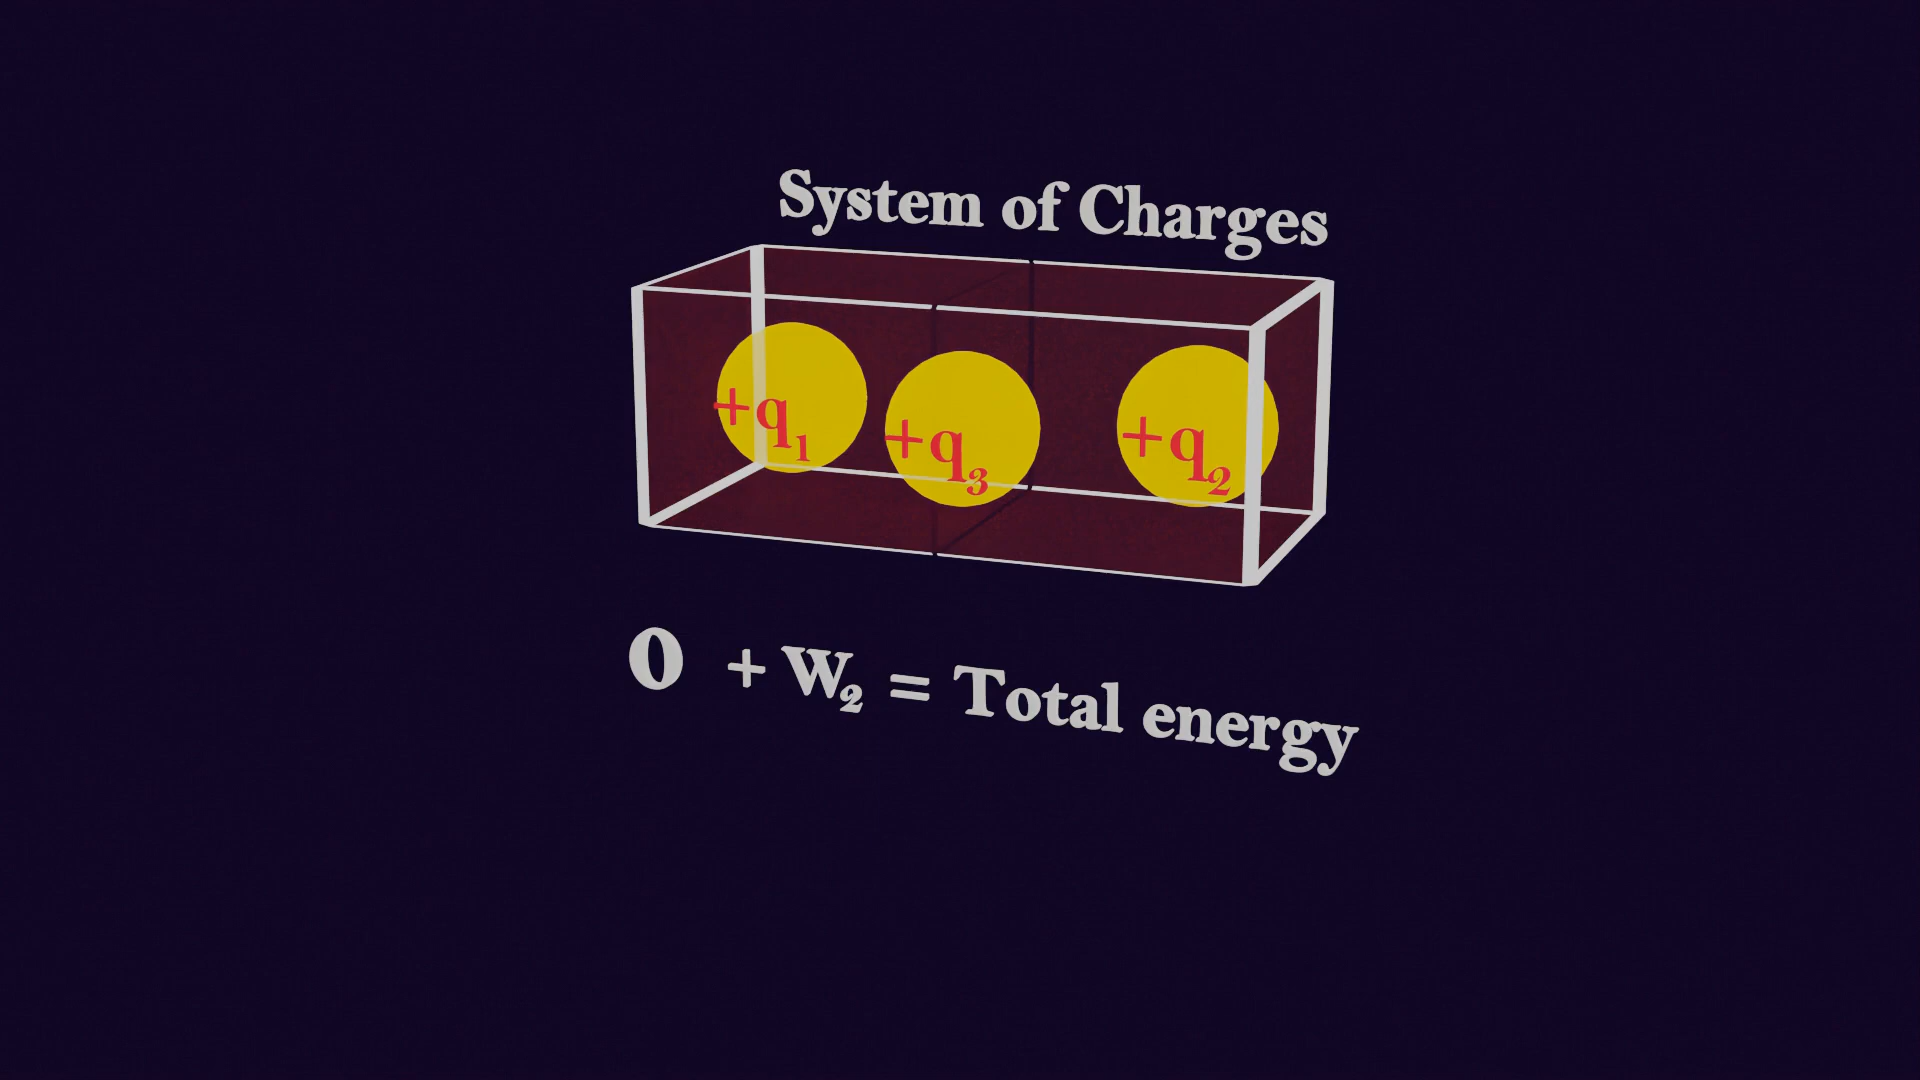 System of Charges
+q₁ +q₃ +q₂
0 + W₂ = Total energy